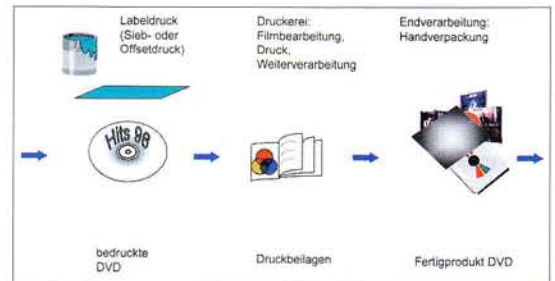 Labeldruck
(Sieb- oder
Offsetdruck)
Druckerei:
Filmbearbeitung,
Druck,
Weiterverarbeitung
Endverarbeitung:
Handverpackung
Hits 98
bedruckte
DVD
Druckbeilagen
Fertigprodukt DVD